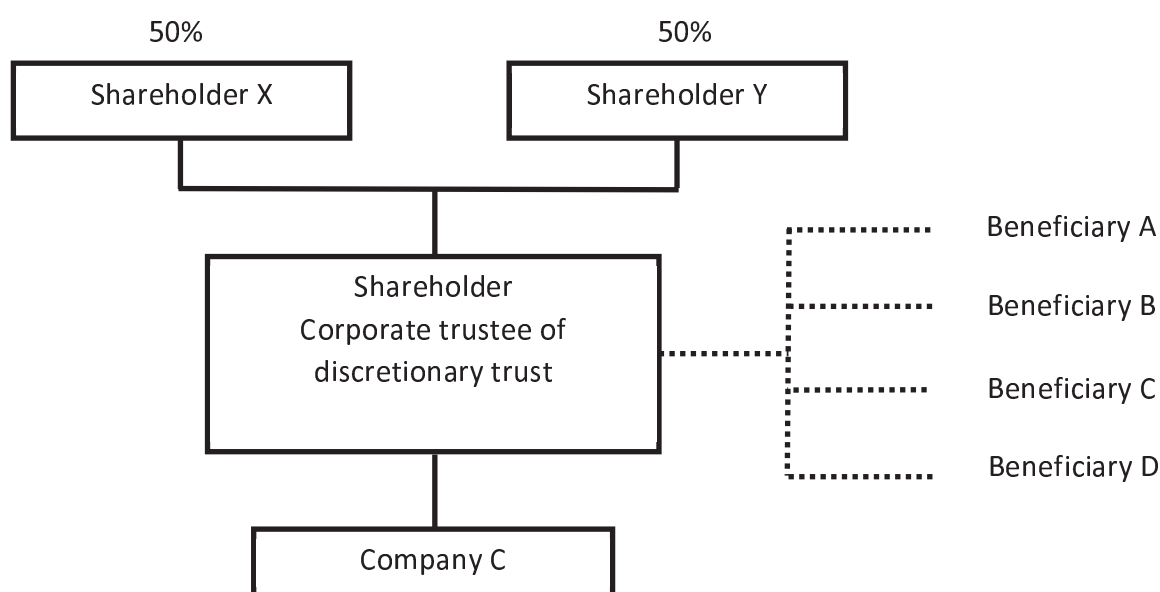 50%
50%
Shareholder X
Shareholder Y
Shareholder
Corporate trustee of
discretionary trust
Beneficiary A
Beneficiary B
Beneficiary C
Beneficiary D
Company C